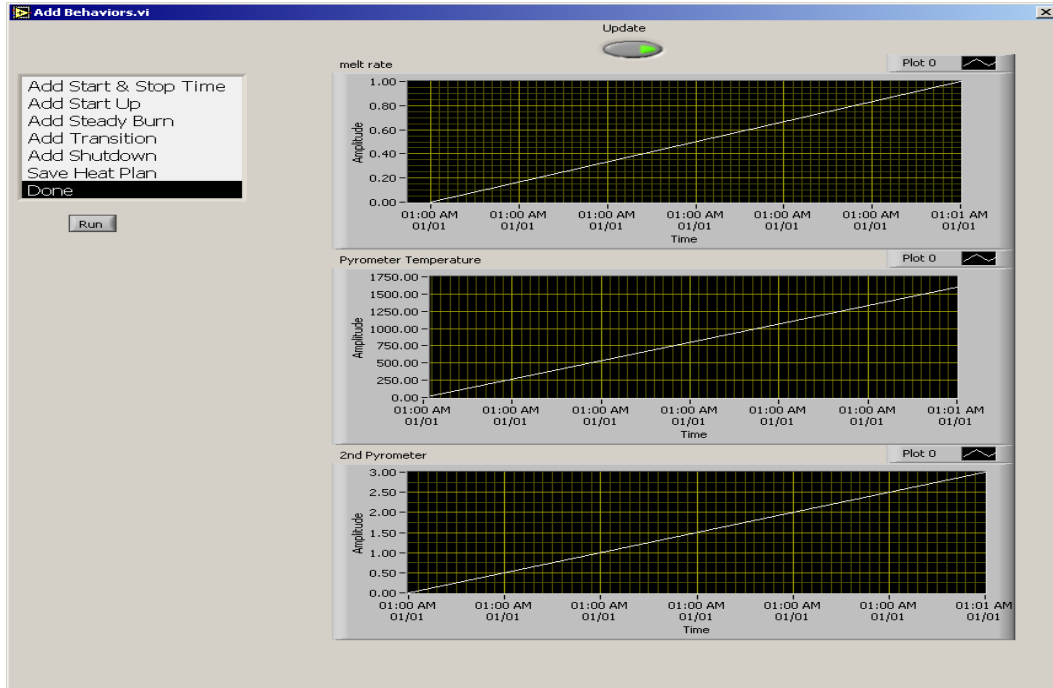 Add Behaviors.vi
Update
Add Start & Stop Time
Add Start Up
Add Steady Burn
Add Transition
Add Shutdown
Save Heat Plan
Done
Run
melt rate
Plot 0
1.00
0.80
0.60
0.40
0.20
0.00
Amplitude
01:00 AM 01:00 AM 01:00 AM 01:00 AM 01:00 AM 01:00 AM 01:01 AM
01/01 01/01 01/01 01/01 01/01 01/01 01/01
Time
Pyrometer Temperature
Plot 0
1750.00
1500.00
1250.00
1000.00
750.00
500.00
250.00
0.00
Amplitude
01:00 AM 01:00 AM 01:00 AM 01:00 AM 01:00 AM 01:00 AM 01:01 AM
01/01 01/01 01/01 01/01 01/01 01/01 01/01
Time
2nd Pyrometer
Plot 0
3.00
2.50
2.00
1.50
1.00
0.50
0.00
Amplitude
01:00 AM 01:00 AM 01:00 AM 01:00 AM 01:00 AM 01:00 AM 01:01 AM
01/01 01/01 01/01 01/01 01/01 01/01 01/01
Time